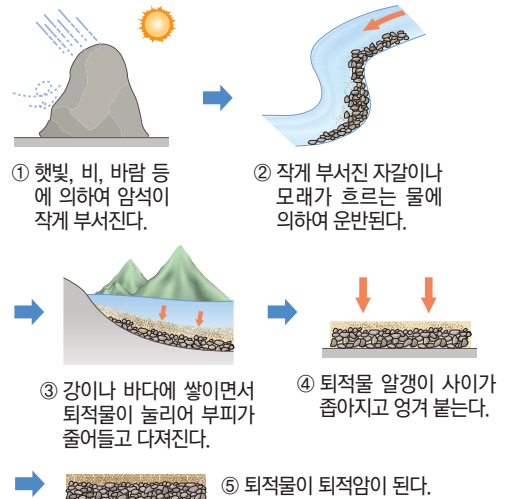 ① 햇빛, 비, 바람 등
에 의하여 암석이
작게 부서진다.
② 작게 부서진 자갈이나
모래가 흐르는 물에
의하여 운반된다.
③ 강이나 바다에 쌓이면서
퇴적물이 눌리어 부피가
줄어들고 다져진다.
④ 퇴적물 알갱이 사이가
좁아지고 엉겨 붙는다.
⑤ 퇴적물이 퇴적암이 된다.